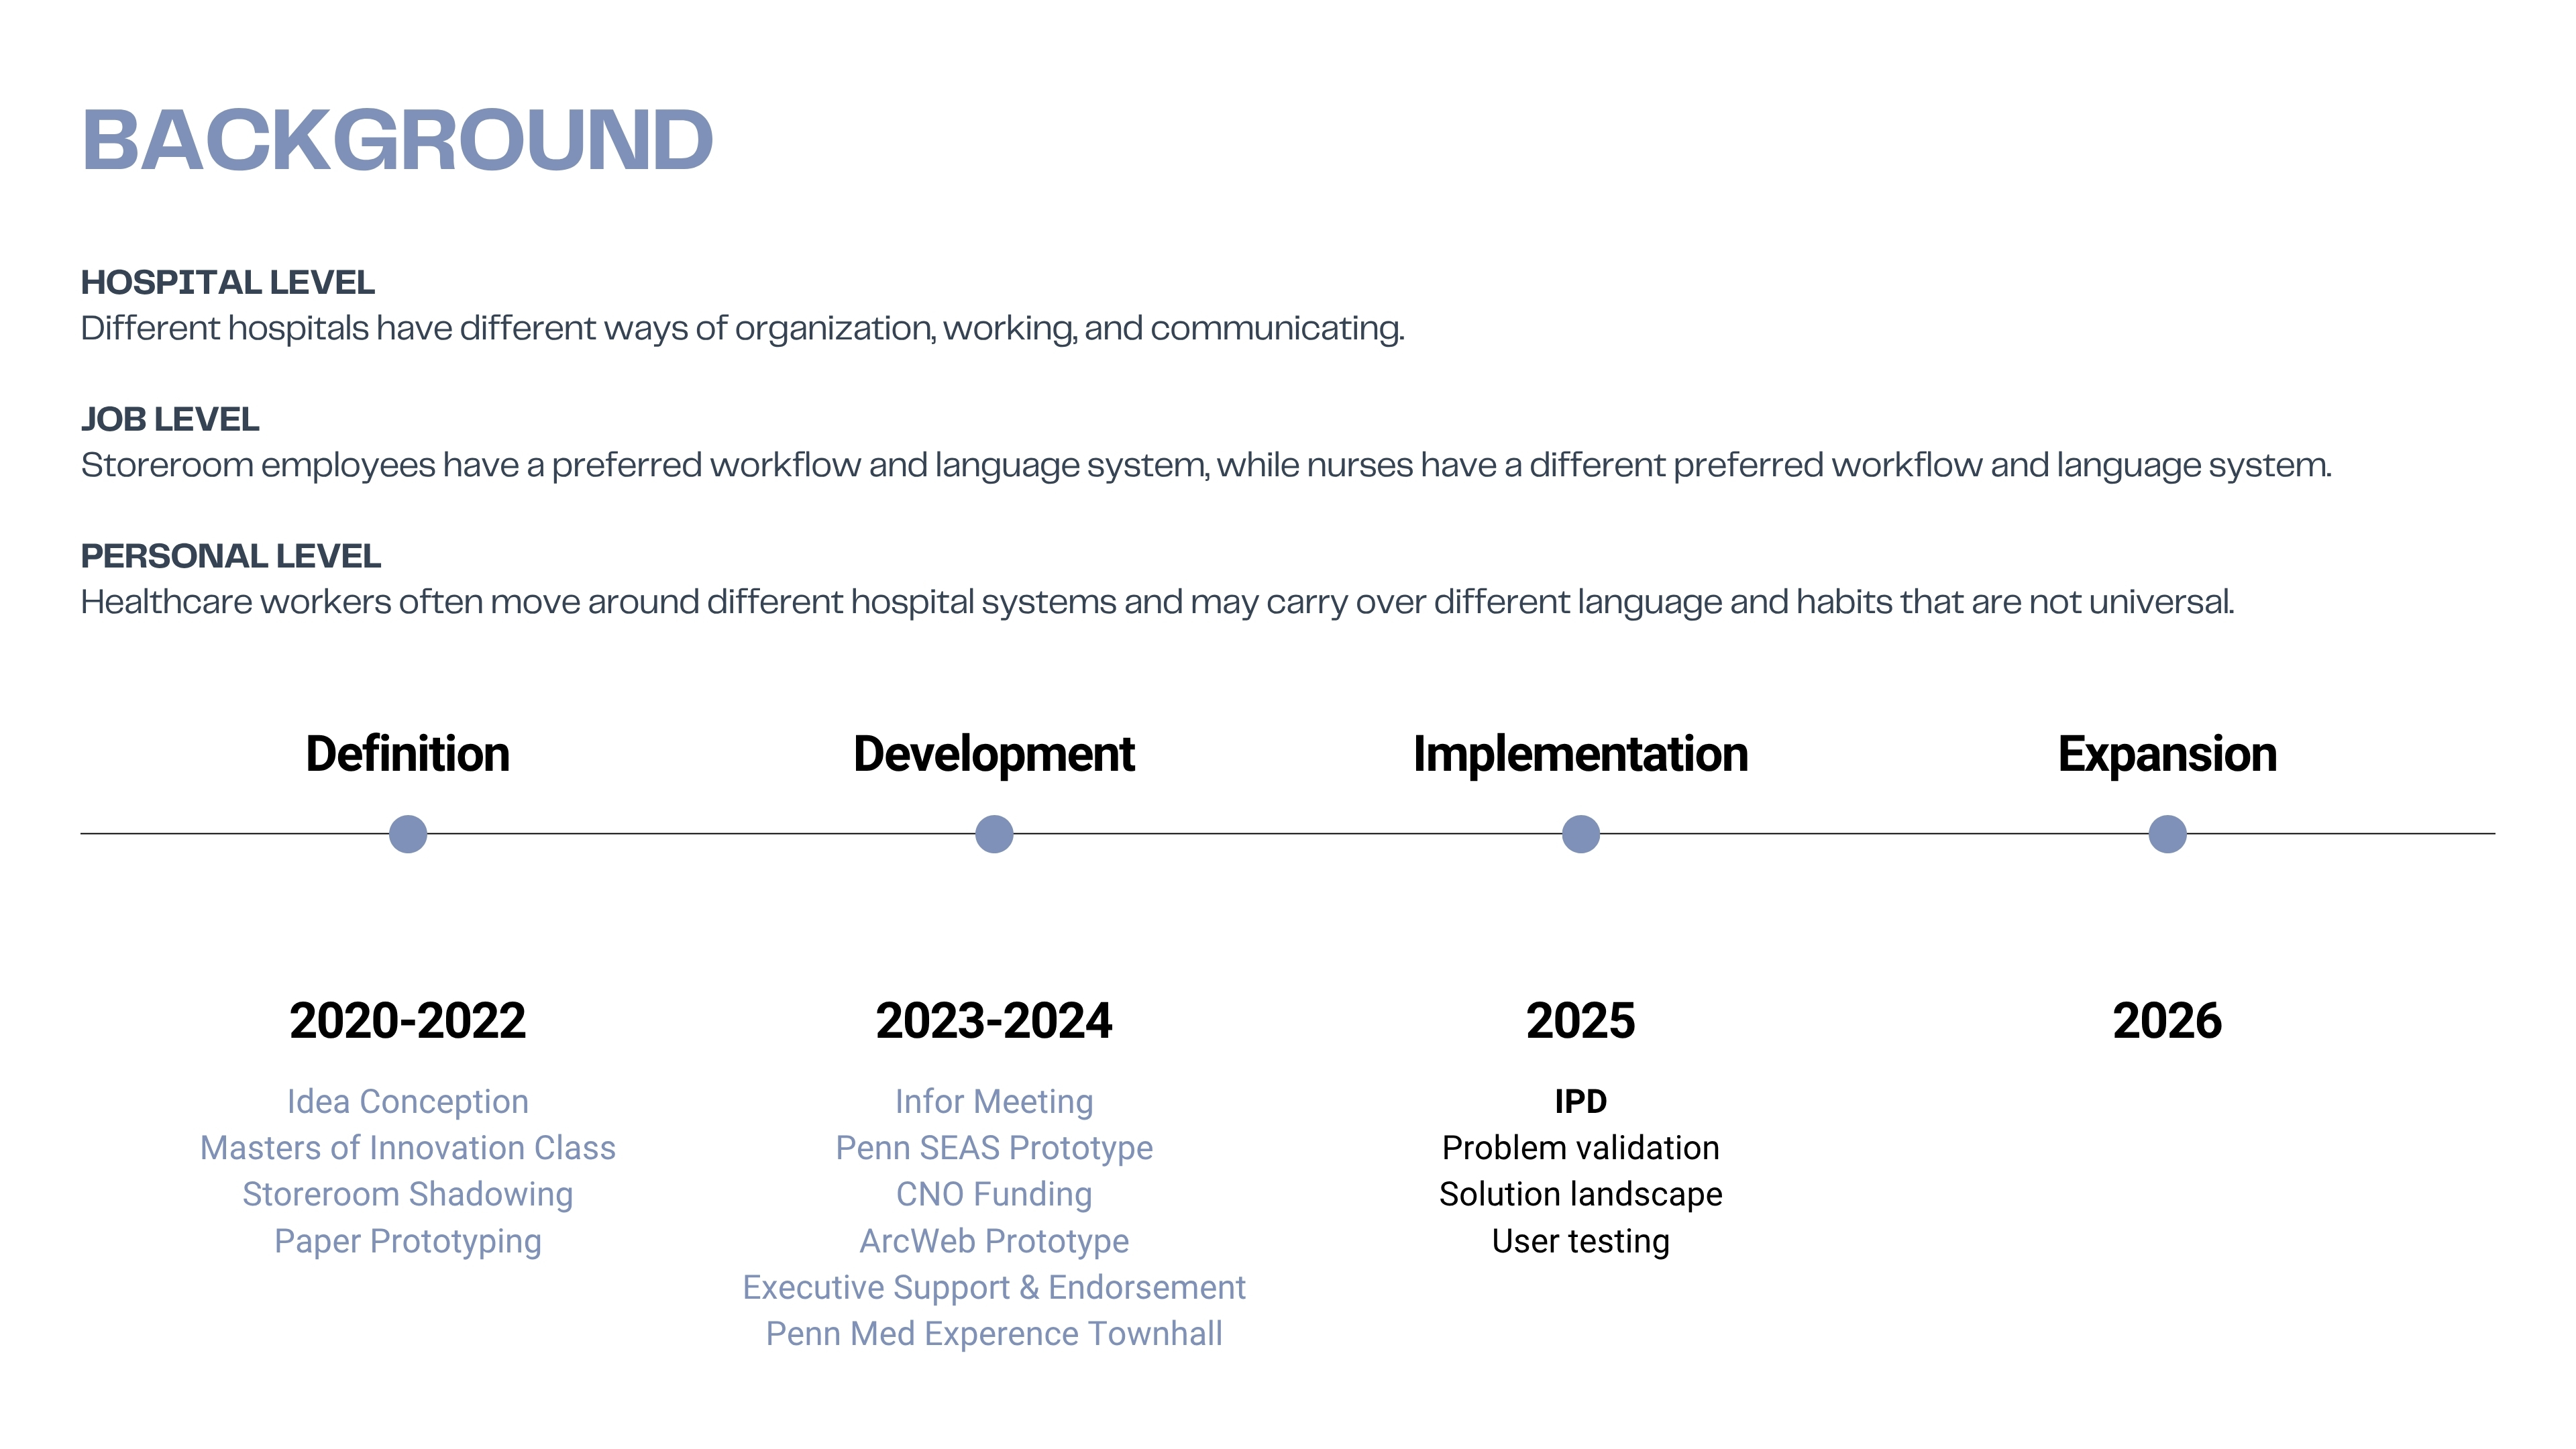 BACKGROUND
HOSPITAL LEVEL
Different hospitals have different ways of organization, working, and communicating.
JOB LEVEL
Storeroom employees have a preferred workflow and language system, while nurses have a different preferred workflow and language system.
PERSONAL LEVEL
Healthcare workers often move around different hospital systems and may carry over different language and habits that are not universal.
Definition
Development
Implementation
Expansion
2020-2022
Idea Conception
Masters of Innovation Class
Storeroom Shadowing
Paper Prototyping
2023-2024
Infor Meeting
Penn SEAS Prototype
CNO Funding
ArcWeb Prototype
Executive Support & Endorsement
Penn Med Experence Townhall
2025
IPD
Problem validation
Solution landscape
User testing
2026